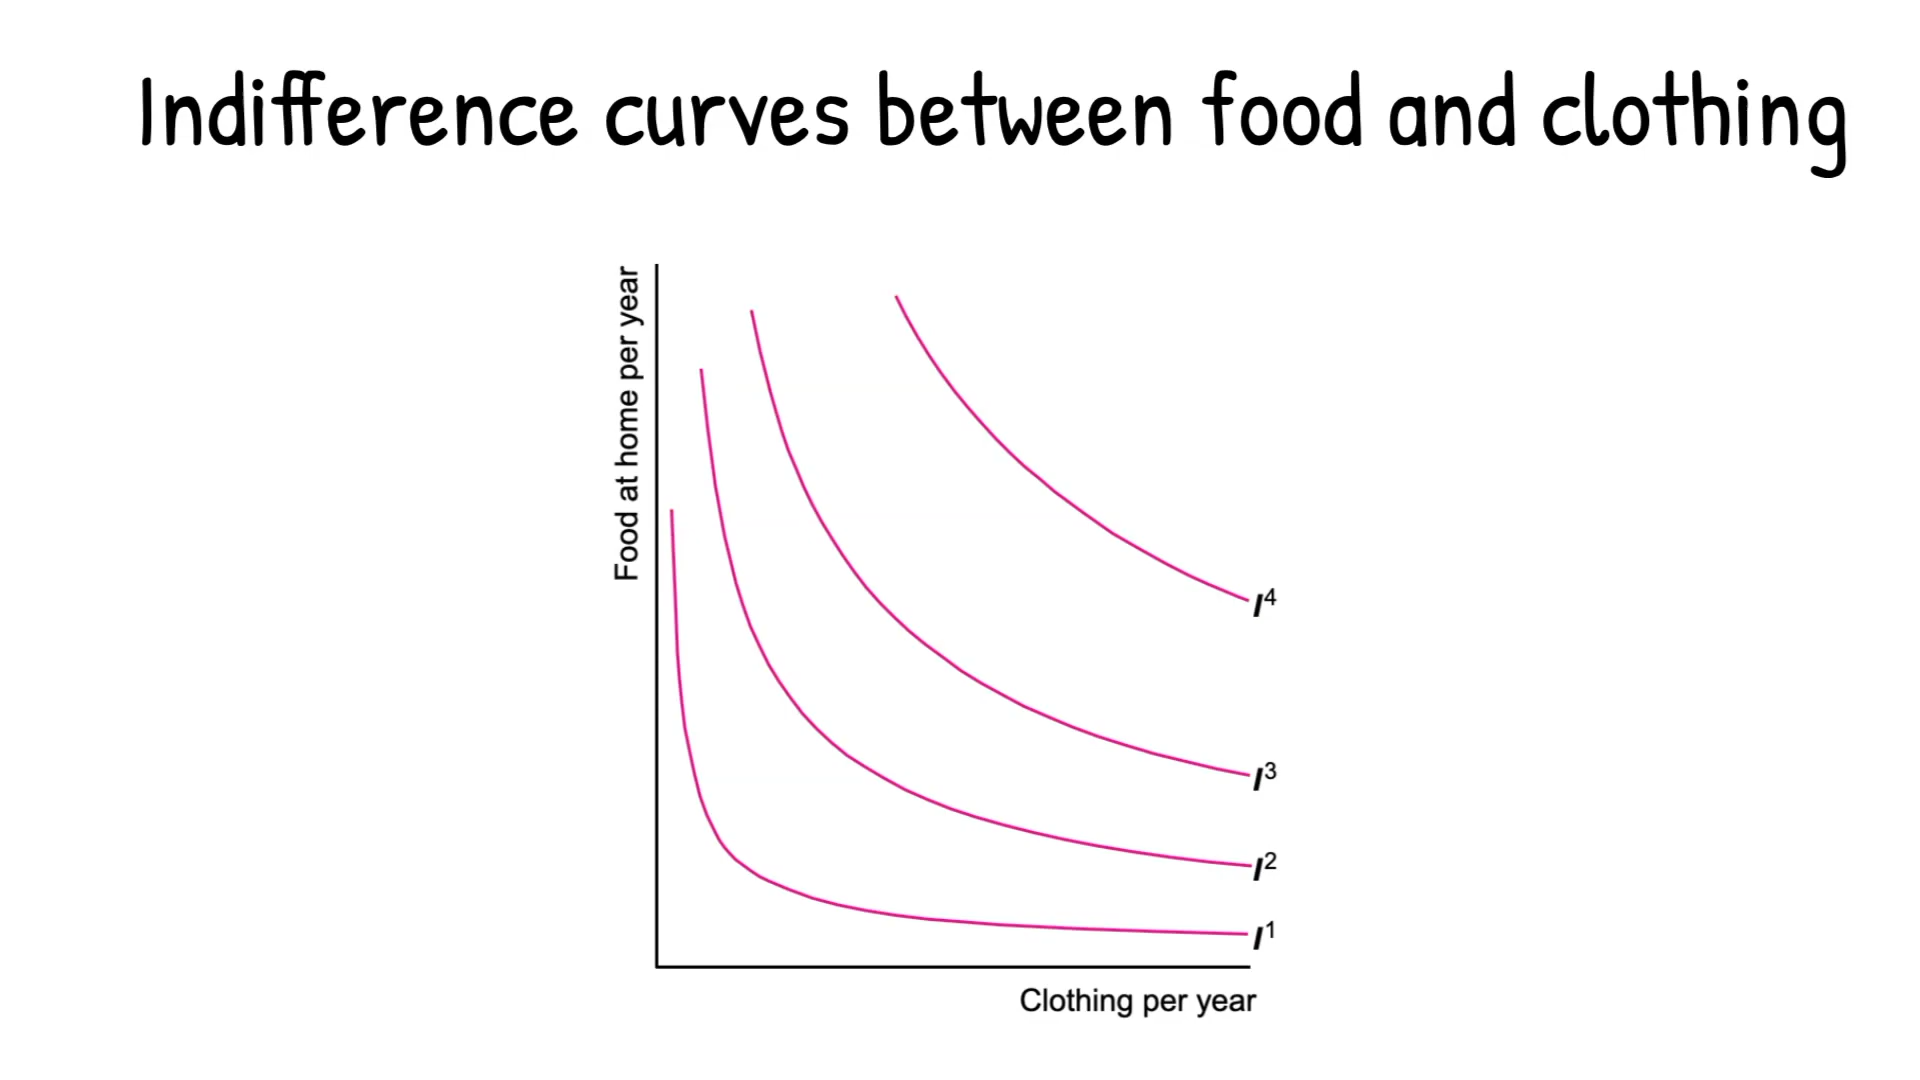 Indifference curves between food and clothing
Food at home per year
I⁴
I³
I²
I¹
Clothing per year